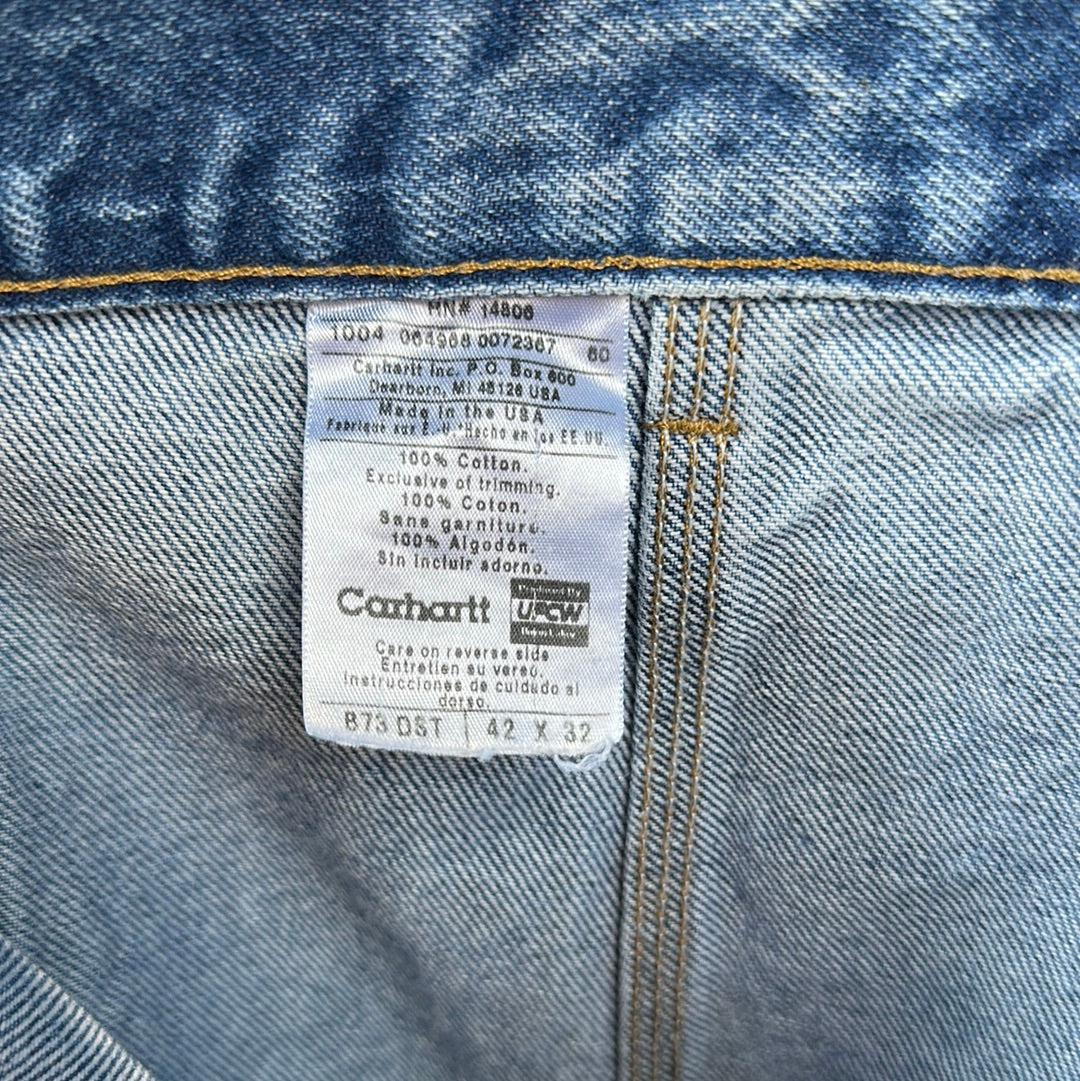 RN# 14806
1004 064968 0072367 60
Carhartt Inc. P.O. Box 600
Dearborn, MI 48126 USA
Made in the USA
Fabrique aux E.-U. *Hecho en los EE.UU.
100% Cotton.
Exclusive of trimming.
100% Coton.
Sans garniture.
100% Algodón.
Sin incluir adorno.
Carhartt UFCW
Care on reverse side
Entretien au verso.
Instrucciones de cuidado al
dorso.
B73 DST 42 X 32